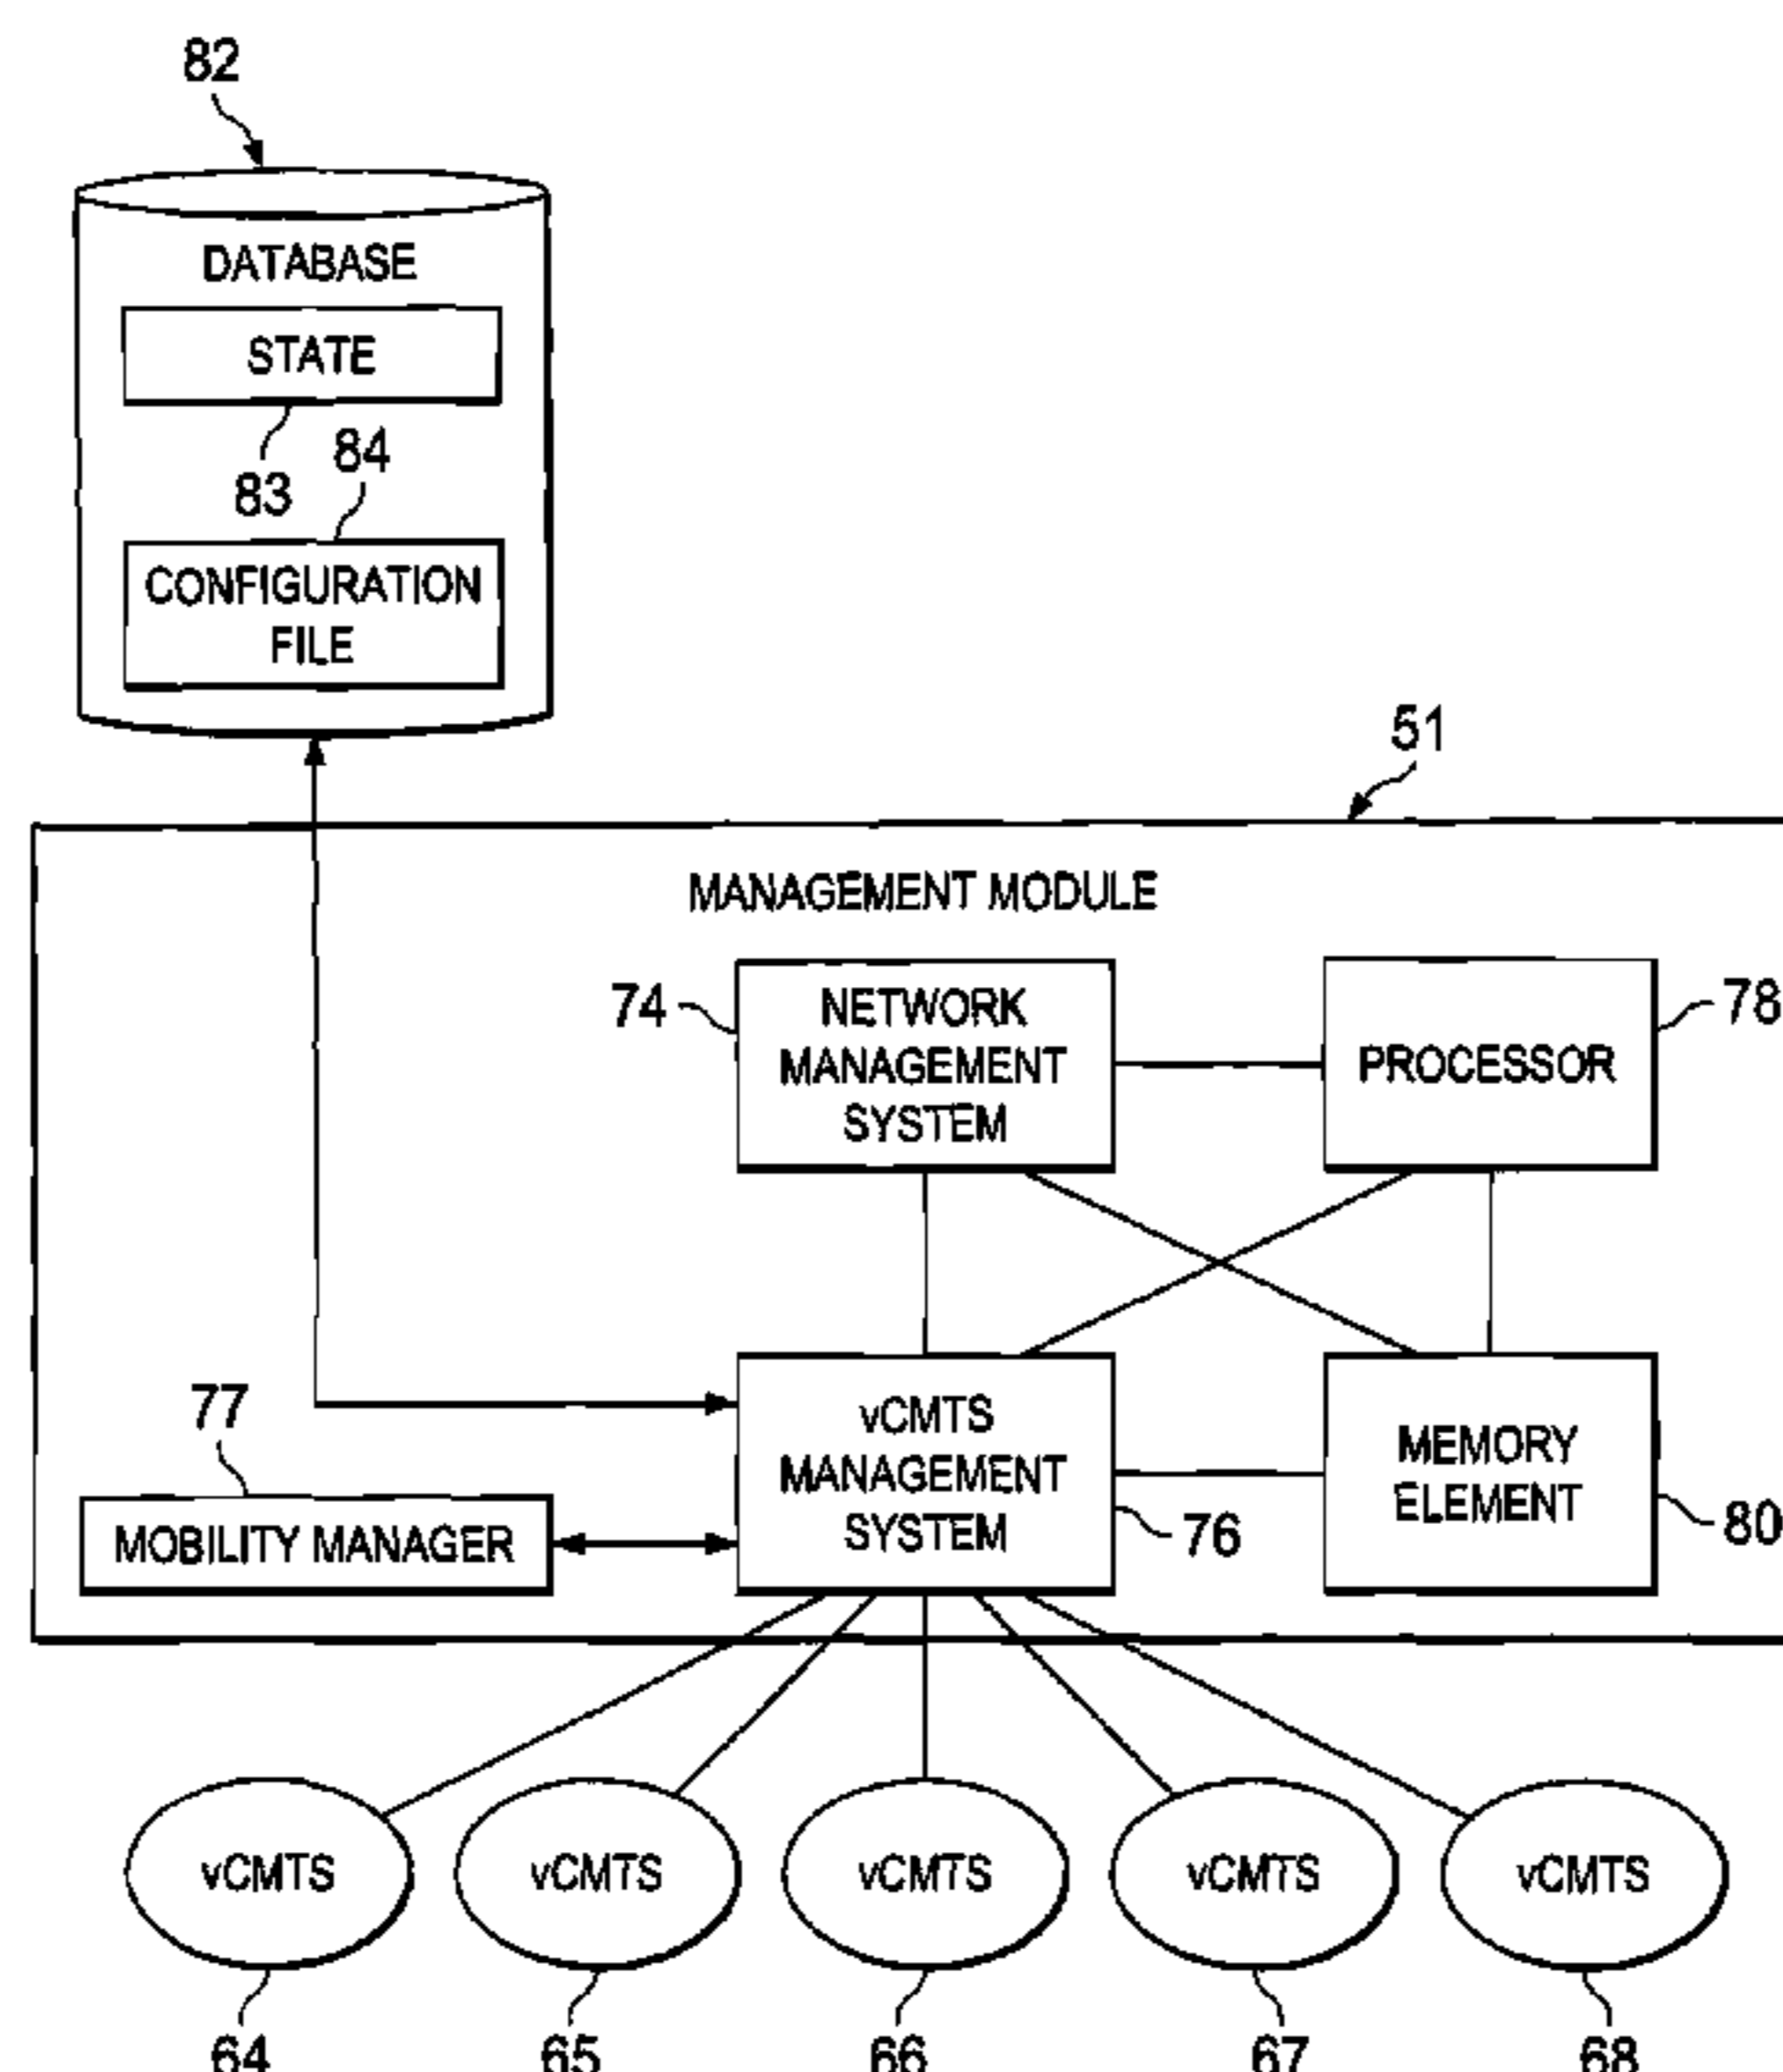 82
DATABASE
STATE
83
84
CONFIGURATION
FILE
51
MANAGEMENT MODULE
74
NETWORK
MANAGEMENT
SYSTEM
PROCESSOR
78
77
MOBILITY MANAGER
vCMTS
MANAGEMENT
SYSTEM
76
MEMORY
ELEMENT
80
vCMTS
vCMTS
vCMTS
vCMTS
vCMTS
64
65
66
67
68